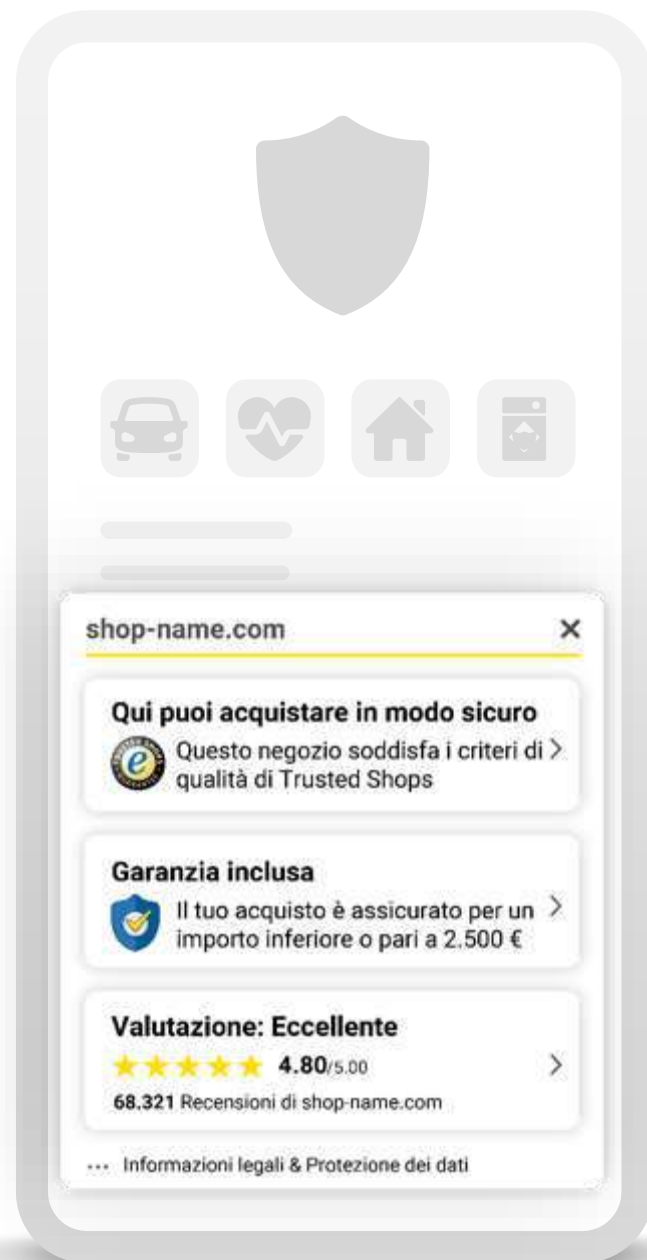 shop-name.com
Qui puoi acquistare in modo sicuro
Questo negozio soddisfa i criteri di
qualità di Trusted Shops
Garanzia inclusa
Il tuo acquisto è assicurato per un
importo inferiore o pari a 2.500 €
Valutazione: Eccellente
4.80/5.00
68.321 Recensioni di shop-name.com
... Informazioni legali & Protezione dei dati